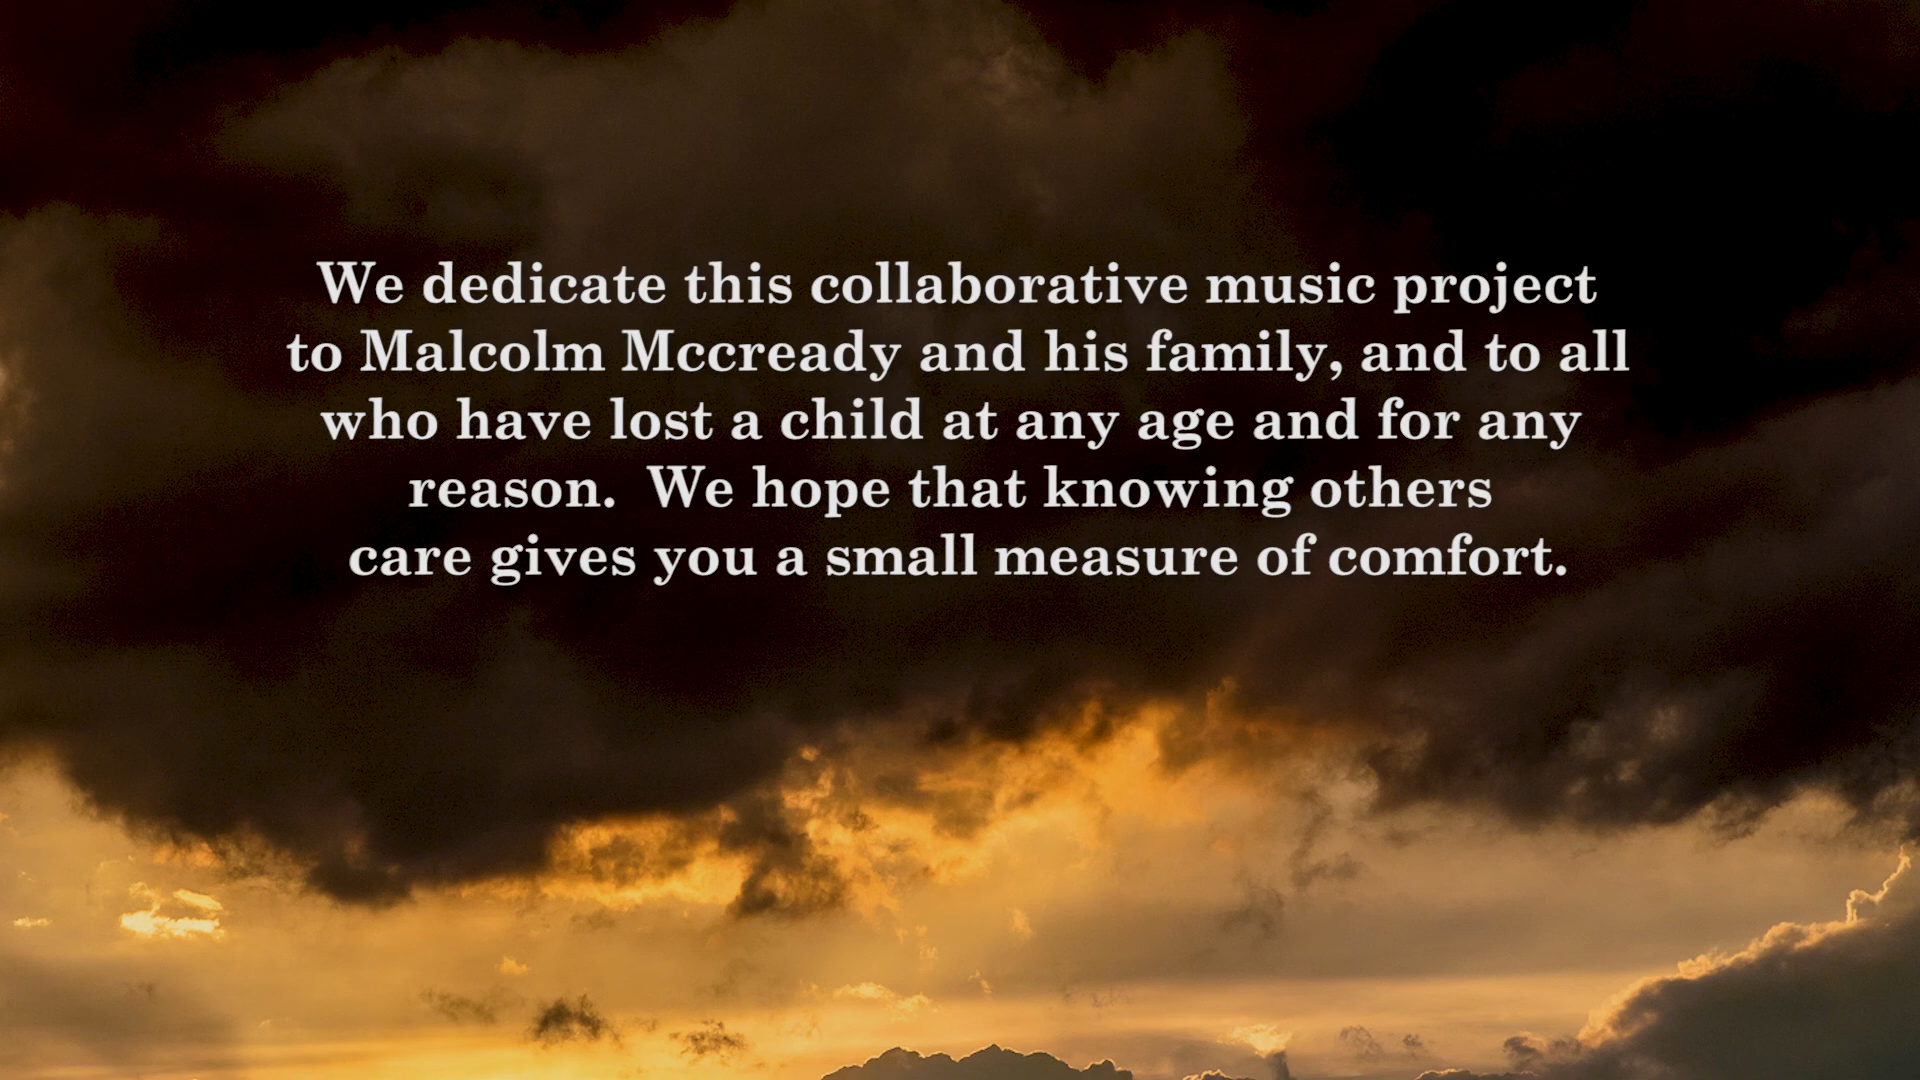 We dedicate this collaborative music project
to Malcolm Mccready and his family, and to all
who have lost a child at any age and for any
reason.  We hope that knowing others
care gives you a small measure of comfort.